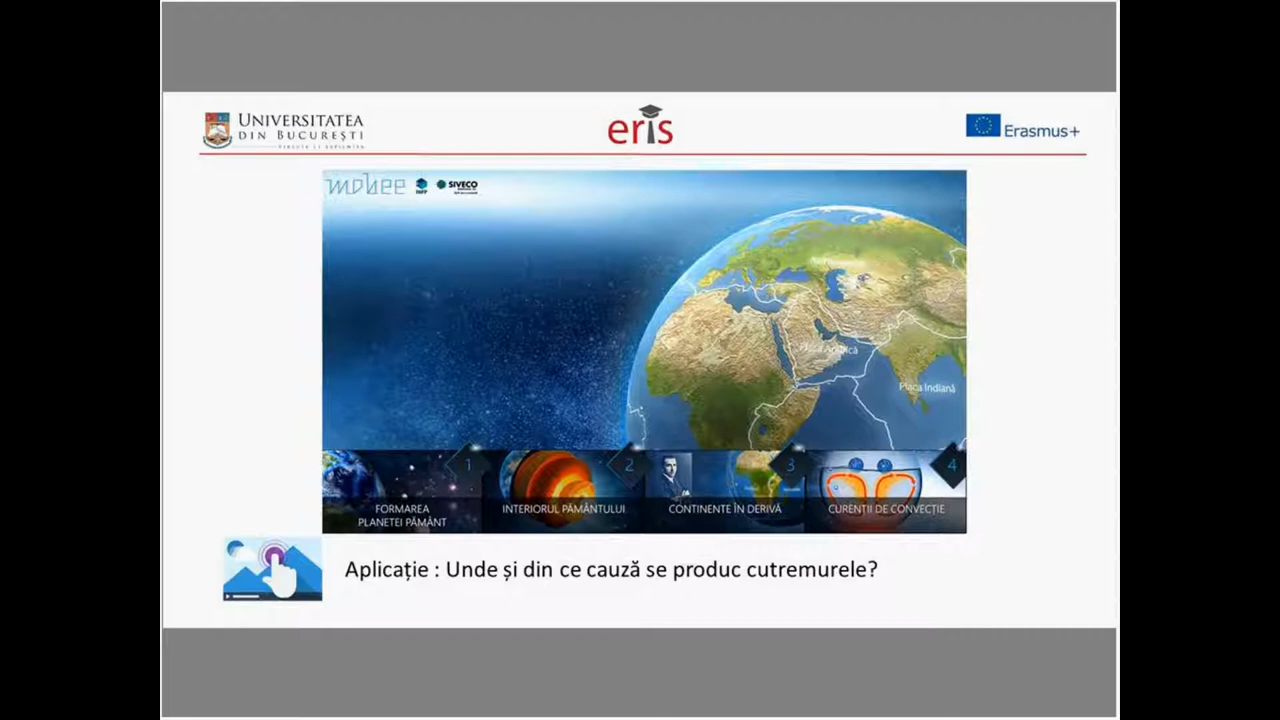 UNIVERSITATEA
DIN BUCUREȘTI
eris
Erasmus+
mohee
SIVECO
Placa Arabică
Placa Indiană
1
2
3
4
FORMAREA
PLANETEI PĂMÂNT
INTERIORUL PĂMÂNTULUI
CONTINENTE ÎN DERIVĂ
CURENȚII DE CONVECȚIE
Aplicație : Unde și din ce cauză se produc cutremurele?